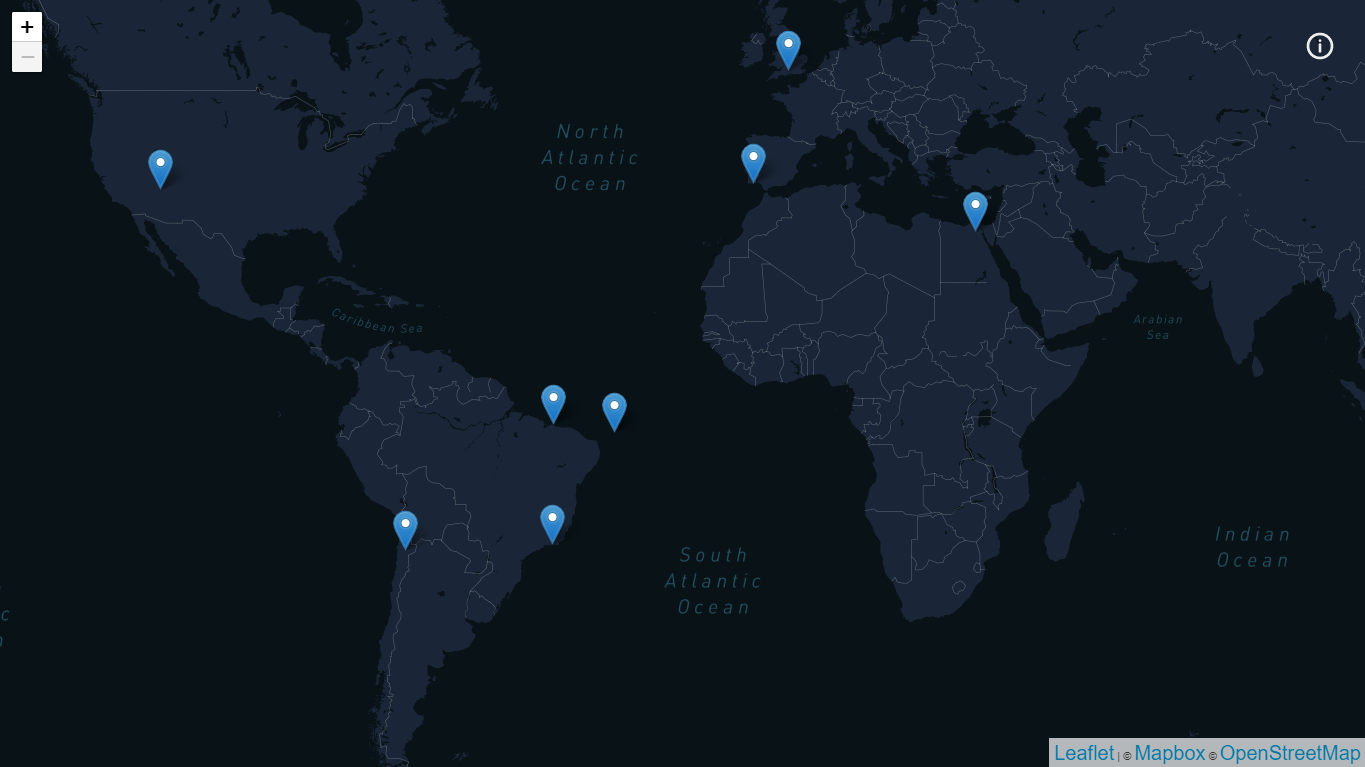 +
−
North
Atlantic
Ocean
Caribbean Sea
Arabian
Sea
South
Atlantic
Ocean
Indian
Ocean
c
Leaflet | © Mapbox © OpenStreetMap